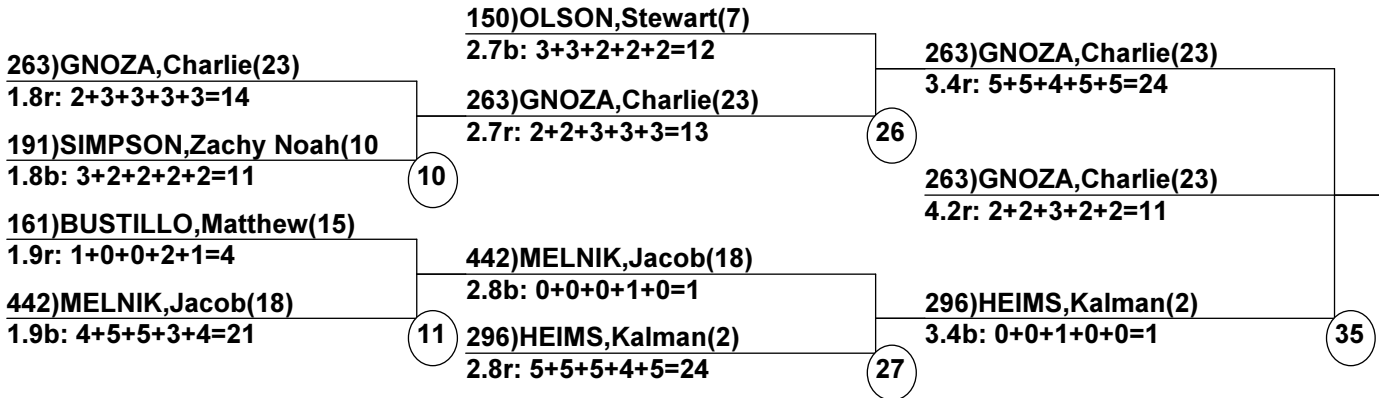 263)GNOZA,Charlie(23)
1.8r: 2+3+3+3+3=14
191)SIMPSON,Zachy Noah(10
1.8b: 3+2+2+2+2=11
10
161)BUSTILLO,Matthew(15)
1.9r: 1+0+0+2+1=4
442)MELNIK,Jacob(18)
1.9b: 4+5+5+3+4=21
11
150)OLSON,Stewart(7)
2.7b: 3+3+2+2+2=12
263)GNOZA,Charlie(23)
2.7r: 2+2+3+3+3=13
26
442)MELNIK,Jacob(18)
2.8b: 0+0+0+1+0=1
296)HEIMS,Kalman(2)
2.8r: 5+5+5+4+5=24
27
263)GNOZA,Charlie(23)
3.4r: 5+5+4+5+5=24
263)GNOZA,Charlie(23)
4.2r: 2+2+3+2+2=11
296)HEIMS,Kalman(2)
3.4b: 0+0+1+0+0=1
35